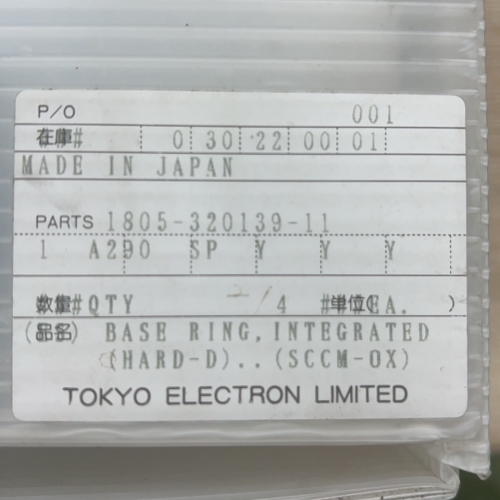 P/O 001
在庫# 0 30 22 00 01
MADE IN JAPAN
PARTS 1805-320139-11
1 A290 SP Y Y Y
数量# QTY 4 単位( EA. )
(品名) BASE RING, INTEGRATED
(HARD-D)..(SCCM-OX)
TOKYO ELECTRON LIMITED